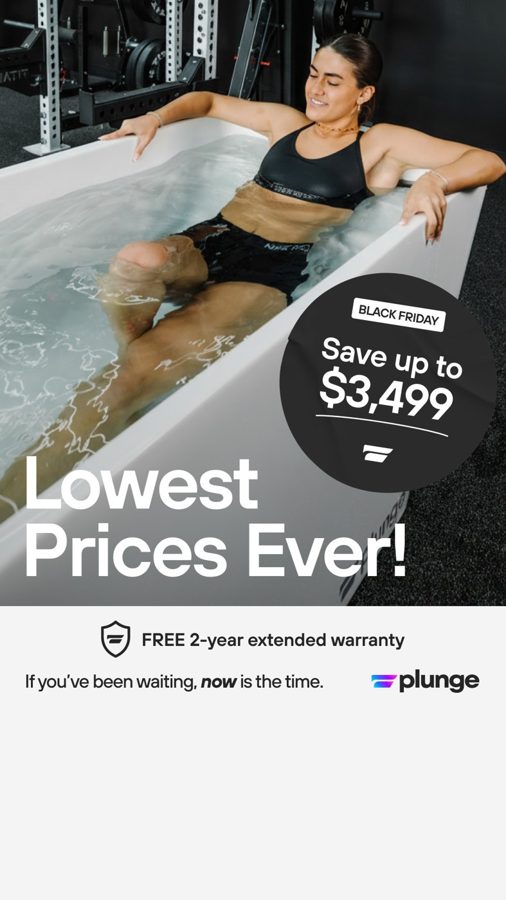 BLACK FRIDAY
Save up to
$3,499
Lowest
Prices Ever!
FREE 2-year extended warranty
If you've been waiting, now is the time.
plunge